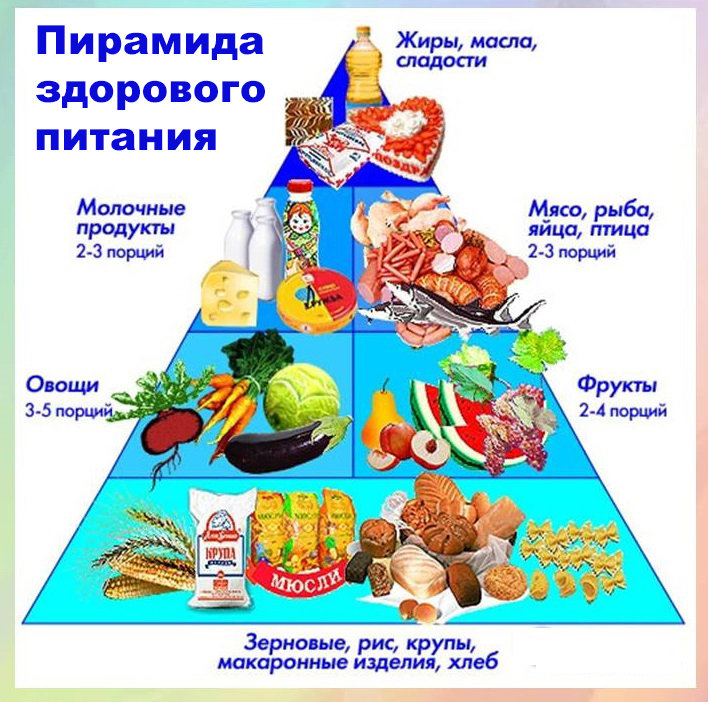 Пирамида
здорового
питания
Жиры, масла,
сладости
Молочные
продукты
2-3 порций
Мясо, рыба,
яйца, птица
2-3 порций
Овощи
3-5 порций
Фрукты
2-4 порций
КРУПА
МЮСЛИ
Зерновые, рис, крупы,
макаронные изделия, хлеб